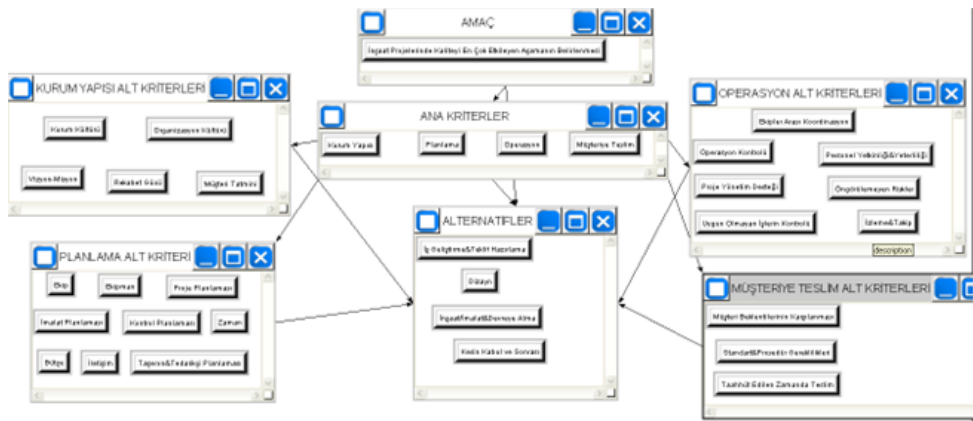 AMAÇ
İnşaat Projelerinde Kaliteyi En Çok Etkileyen Aşamanın Belirlenmesi
KURUM YAPISI ALT KRİTERLERİ
Kurum Kültürü
Organizasyon Kültürü
Vizyon-Misyon
Rekabet Gücü
Müşteri Tatmini
ANA KRİTERLER
Kurum Yapısı
Planlama
Operasyon
Müşteriye Teslim
OPERASYON ALT KRİTERLERİ
Ekipler Arası Koordinasyon
Operasyon Kontrolü
Personel Yetkinliği&Yeterliliği
Proje Yönetim Desteği
Öngörülemeyen Riskler
Uygun Olmayan İşlerin Kontrolü
İzleme&Takip
description
PLANLAMA ALT KRİTERİ
Ekip
Ekipman
Proje Planlaması
İmalat Planlaması
Kontrol Planlaması
Zaman
Bütçe
İletişim
Taşeron&Tedarikçi Planlaması
ALTERNATİFLER
İş Geliştirme&Teklif Hazırlama
Dizayn
İnşaat/İmalat&Devreye Alma
Kesin Kabul ve Sonrası
MÜŞTERİYE TESLİM ALT KRİTERLERİ
Müşteri Beklentilerinin Karşılanması
Standart&Prosedür Gereklilikleri
Taahhüt Edilen Zamanda Teslim